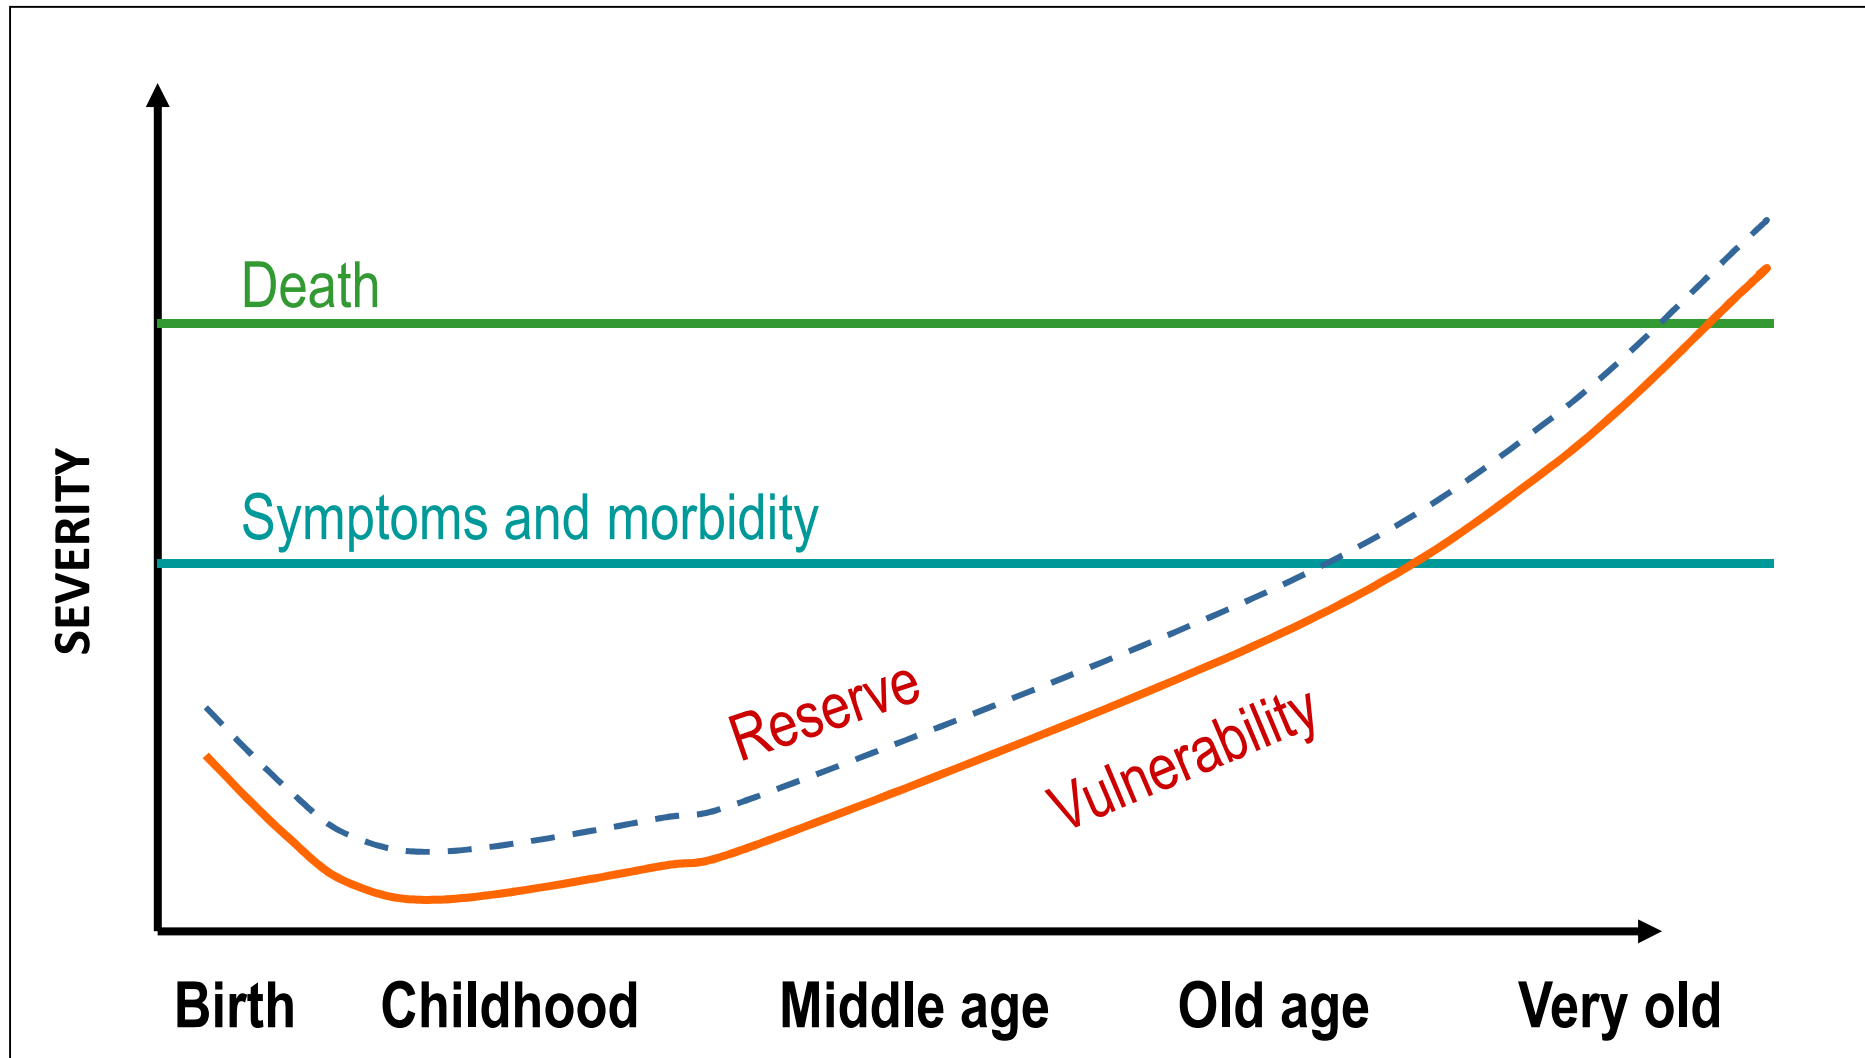 Death
SEVERITY
Symptoms and morbidity
Reserve
Vulnerability
Birth Childhood Middle age Old age Very old